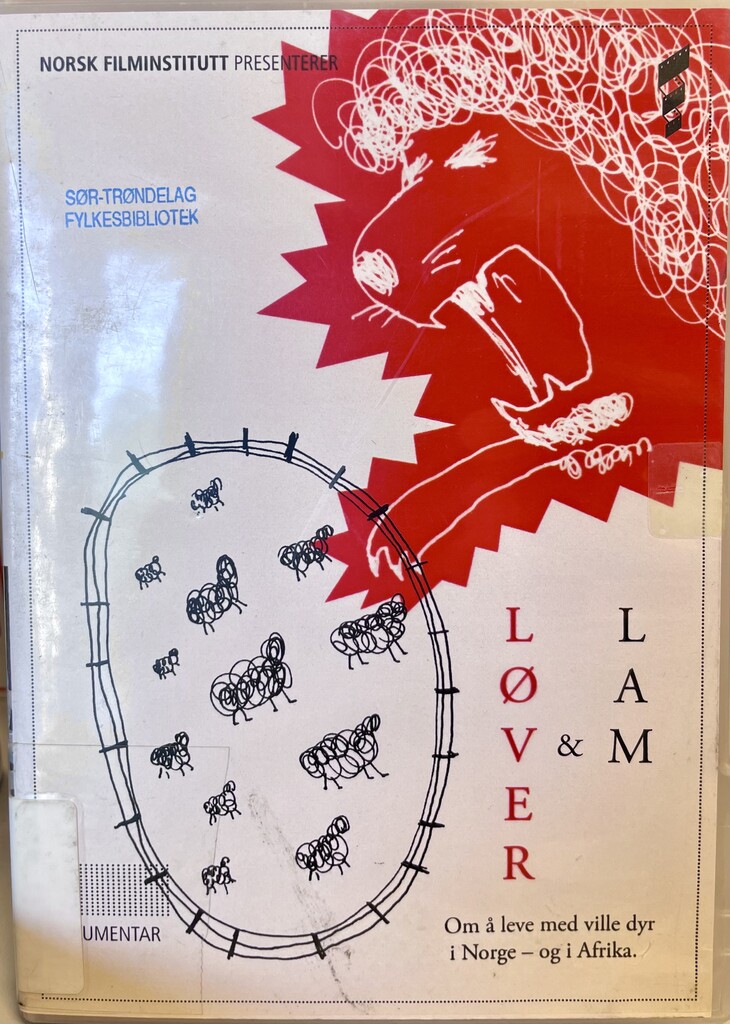 NORSK FILMINSTITUTT PRESENTERER
SØR-TRØNDELAG
FYLKESBIBLIOTEK
LØVER
&
LAM
UMENTAR
Om å leve med ville dyr
i Norge – og i Afrika.